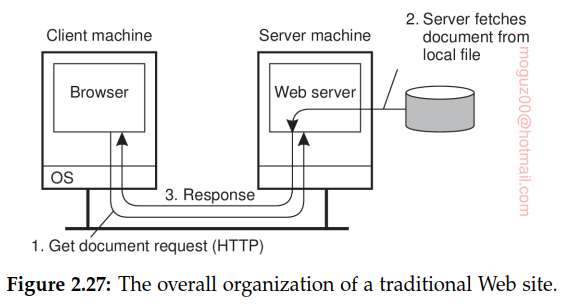 Client machine
Server machine
2. Server fetches
document from
local file
Browser
Web server
OS
3. Response
1. Get document request (HTTP)
moguz00@hotmail.com
Figure 2.27: The overall organization of a traditional Web site.